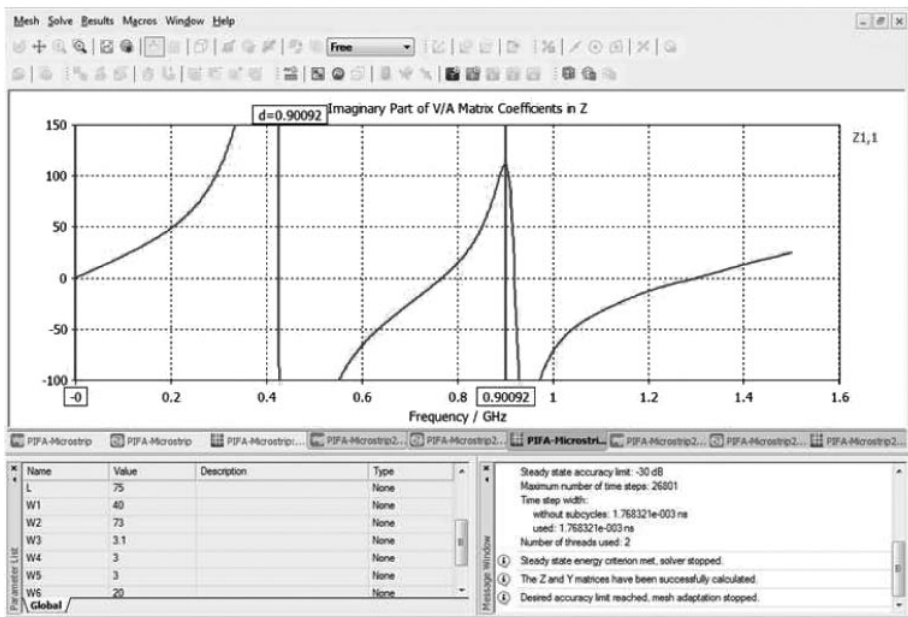 Mesh Solve Results Macros Window Help
Free
Imaginary Part of V/A Matrix Coefficients in Z
d=0.90092
150
100
50
0
-50
-100
Z1,1
-0
0.2
0.4
0.6
0.8
0.90092
1
1.2
1.4
1.6
Frequency / GHz
PIFA-Microstrip
PIFA-Microstrip
PIFA-Microstrip:...
PIFA-Microstrip2...
PIFA-Microstrip2...
PIFA-Microstri...
PIFA-Microstrip2...
PIFA-Microstrip2...
PIFA-Microstrip2...
Parameter List
Name Value Description Type
L 75 None
W1 40 None
W2 73 None
W3 3.1 None
W4 3 None
W5 3 None
W6 20 None
Global
Message Window
Steady state accuracy limit: -30 dB
Maximum number of time steps: 26801
Time step width:
without subcycles: 1.768321e-003 ns
used: 1.768321e-003 ns
Number of threads used: 2
Steady state energy criterion met, solver stopped.
The Z and Y matrices have been successfully calculated.
Desired accuracy limit reached, mesh adaptation stopped.